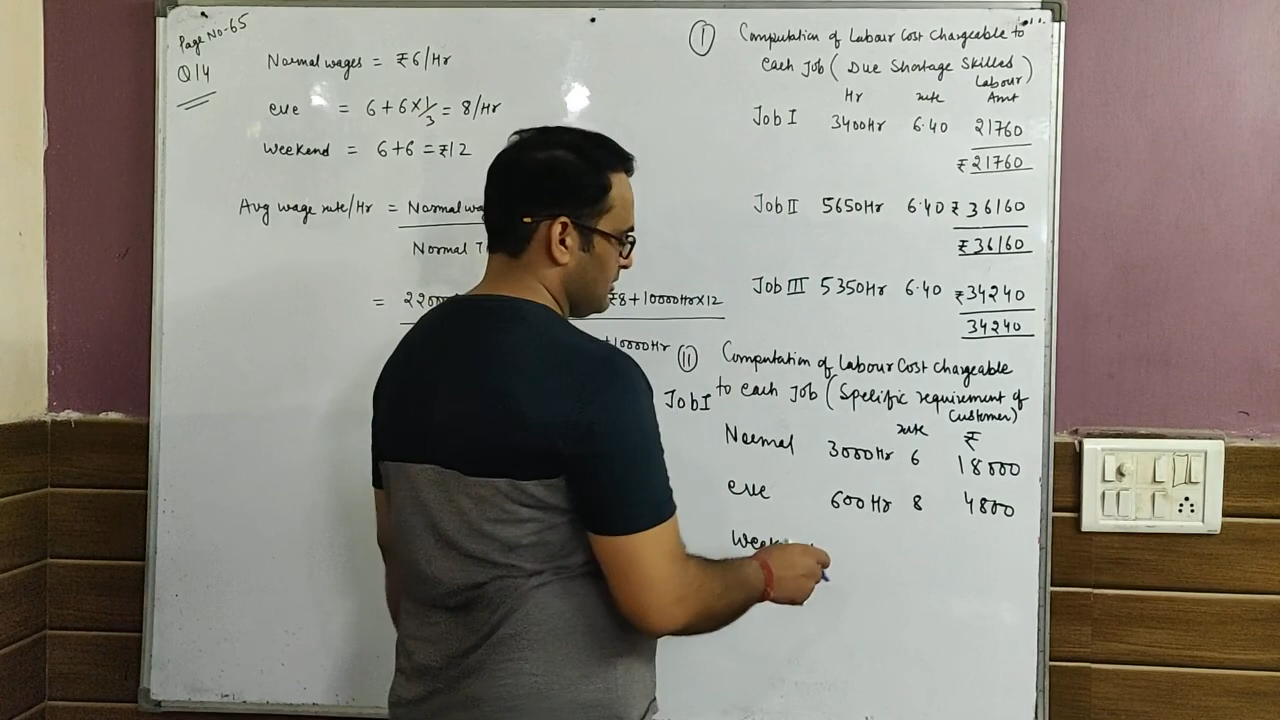 Page No-65
Q14
Normal wages = ₹6/Hr
eve = 6+6×1/3 = 8/Hr
Weekend = 6+6 = ₹12
Avg wage rate/Hr = Normal wa
Normal T
= 22000 ₹8+10000Hr×12
+10000Hr
I Computation of Labour Cost chargeable to
each Job ( Due Shortage Skilled
Labour )
Hr rate Amt
Job I 3400Hr 6.40 21760
₹21760
Job II 5650Hr 6.40 ₹36160
₹36160
Job III 5350Hr 6.40 ₹34240
34240
II Computation of Labour Cost chargeable
to each Job ( Spelific requirement of
Customer)
Job I
rate ₹
Normal 3000Hr 6 18000
eve 600Hr 8 4800
Week